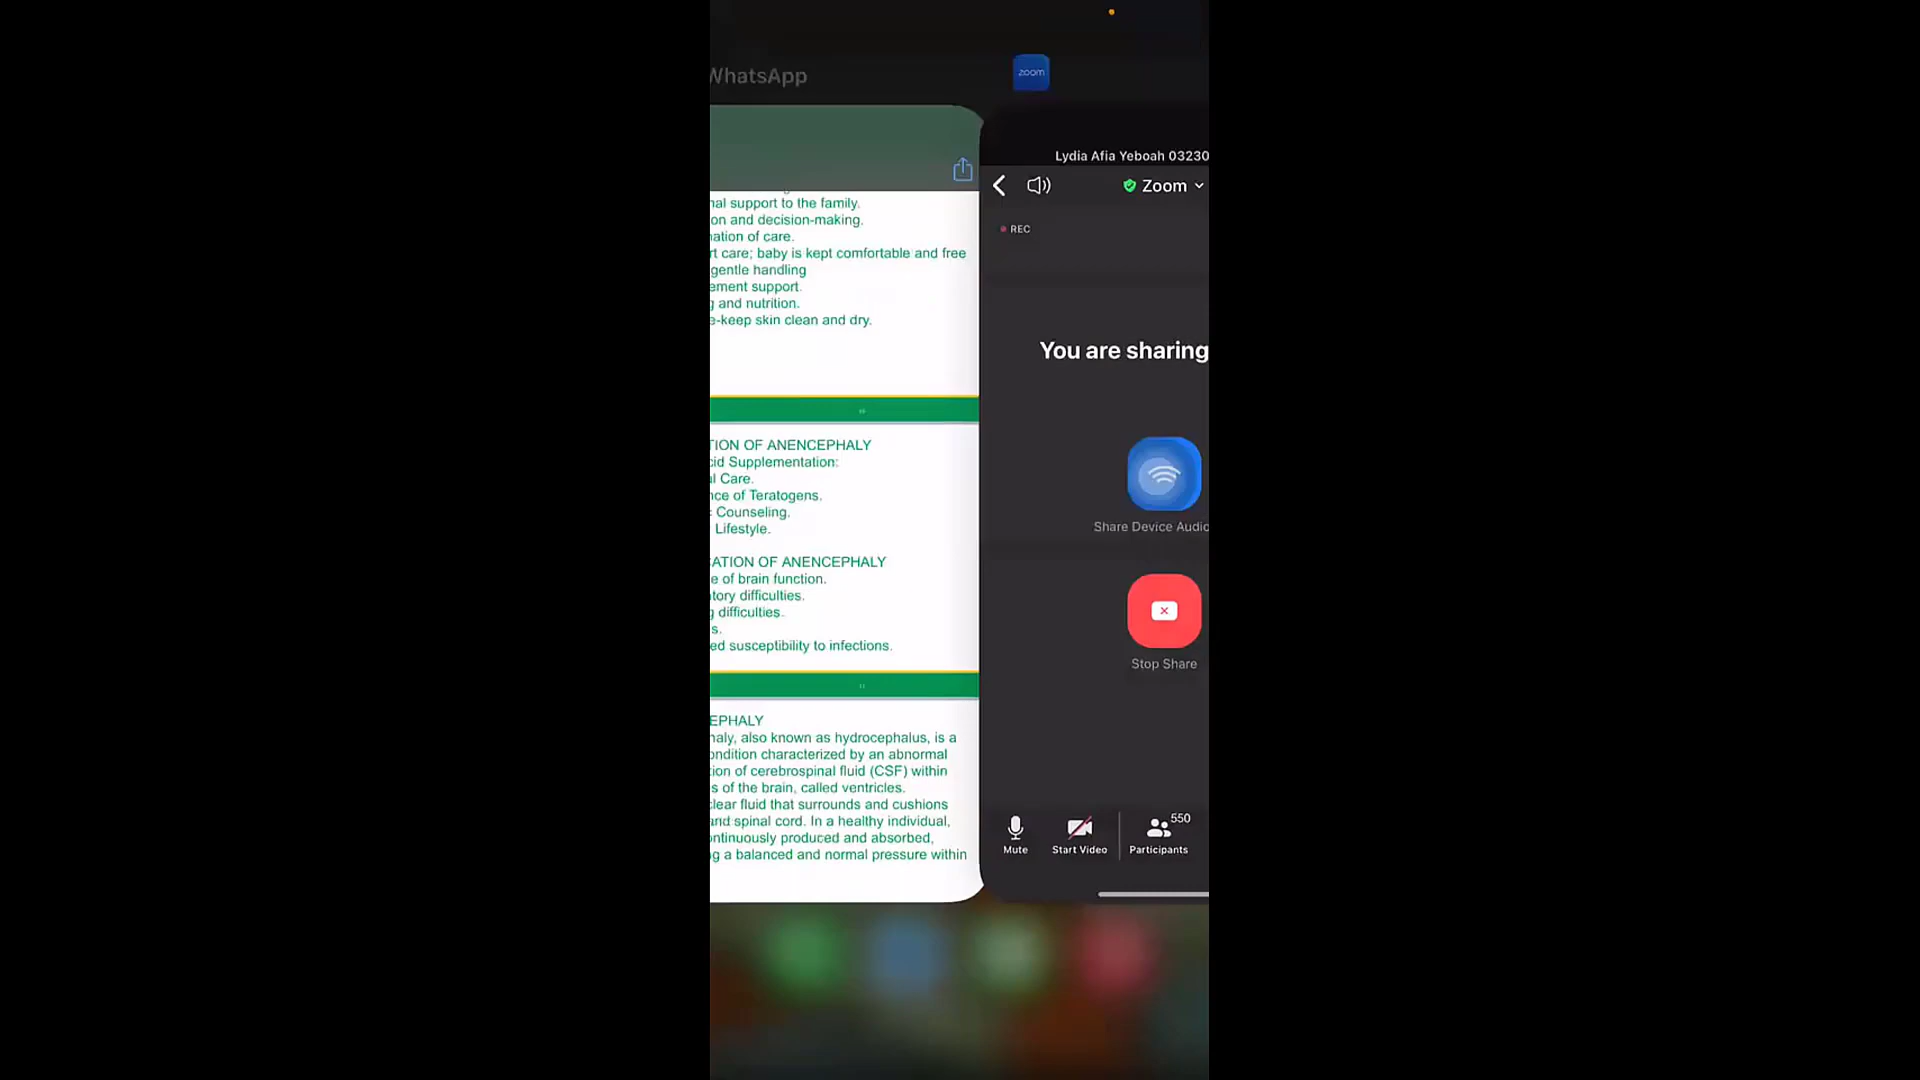 WhatsApp
zoom
nal support to the family.
on and decision-making.
ation of care.
rt care; baby is kept comfortable and free
gentle handling
ement support.
g and nutrition.
e-keep skin clean and dry.
TION OF ANENCEPHALY
cid Supplementation:
l Care.
nce of Teratogens.
Counseling.
Lifestyle.
CATION OF ANENCEPHALY
e of brain function.
tory difficulties.
g difficulties.
s.
ed susceptibility to infections.
EPHALY
haly, also known as hydrocephalus, is a
ondition characterized by an abnormal
tion of cerebrospinal fluid (CSF) within
s of the brain, called ventricles.
clear fluid that surrounds and cushions
and spinal cord. In a healthy individual,
ontinuously produced and absorbed,
ng a balanced and normal pressure within
Lydia Afia Yeboah 03230
Zoom
REC
You are sharing
Share Device Audio
Stop Share
550
Mute
Start Video
Participants